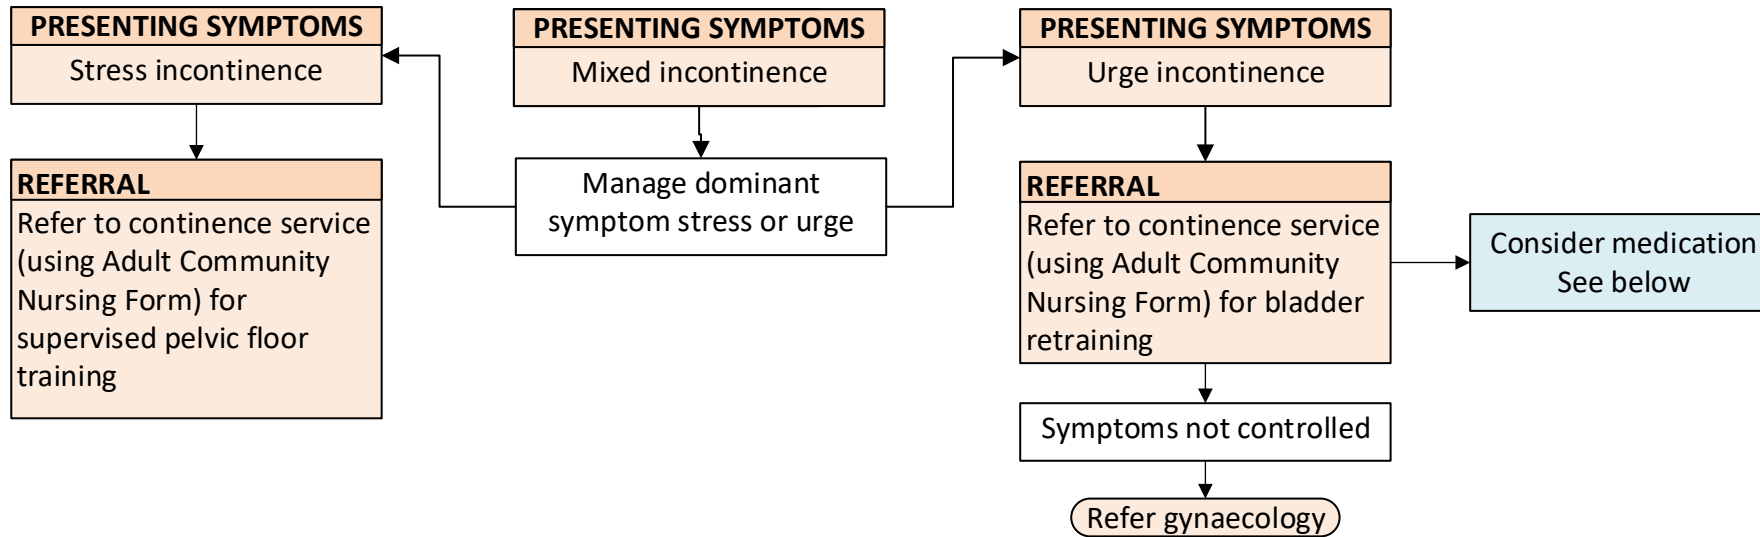 PRESENTING SYMPTOMS
Stress incontinence
PRESENTING SYMPTOMS
Mixed incontinence
PRESENTING SYMPTOMS
Urge incontinence
REFERRAL
Refer to continence service
(using Adult Community
Nursing Form) for
supervised pelvic floor
training
Manage dominant
symptom stress or urge
REFERRAL
Refer to continence service
(using Adult Community
Nursing Form) for bladder
retraining
Consider medication
See below
Symptoms not controlled
Refer gynaecology